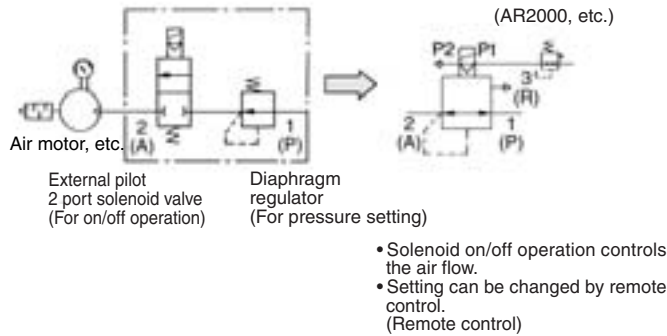 (AR2000, etc.)
P2 P1
3
(R)
2
(A)
1
(P)
2
(A)
1
(P)
Air motor, etc.
External pilot
2 port solenoid valve
(For on/off operation)
Diaphragm
regulator
(For pressure setting)
• Solenoid on/off operation controls
the air flow.
• Setting can be changed by remote
control.
(Remote control)